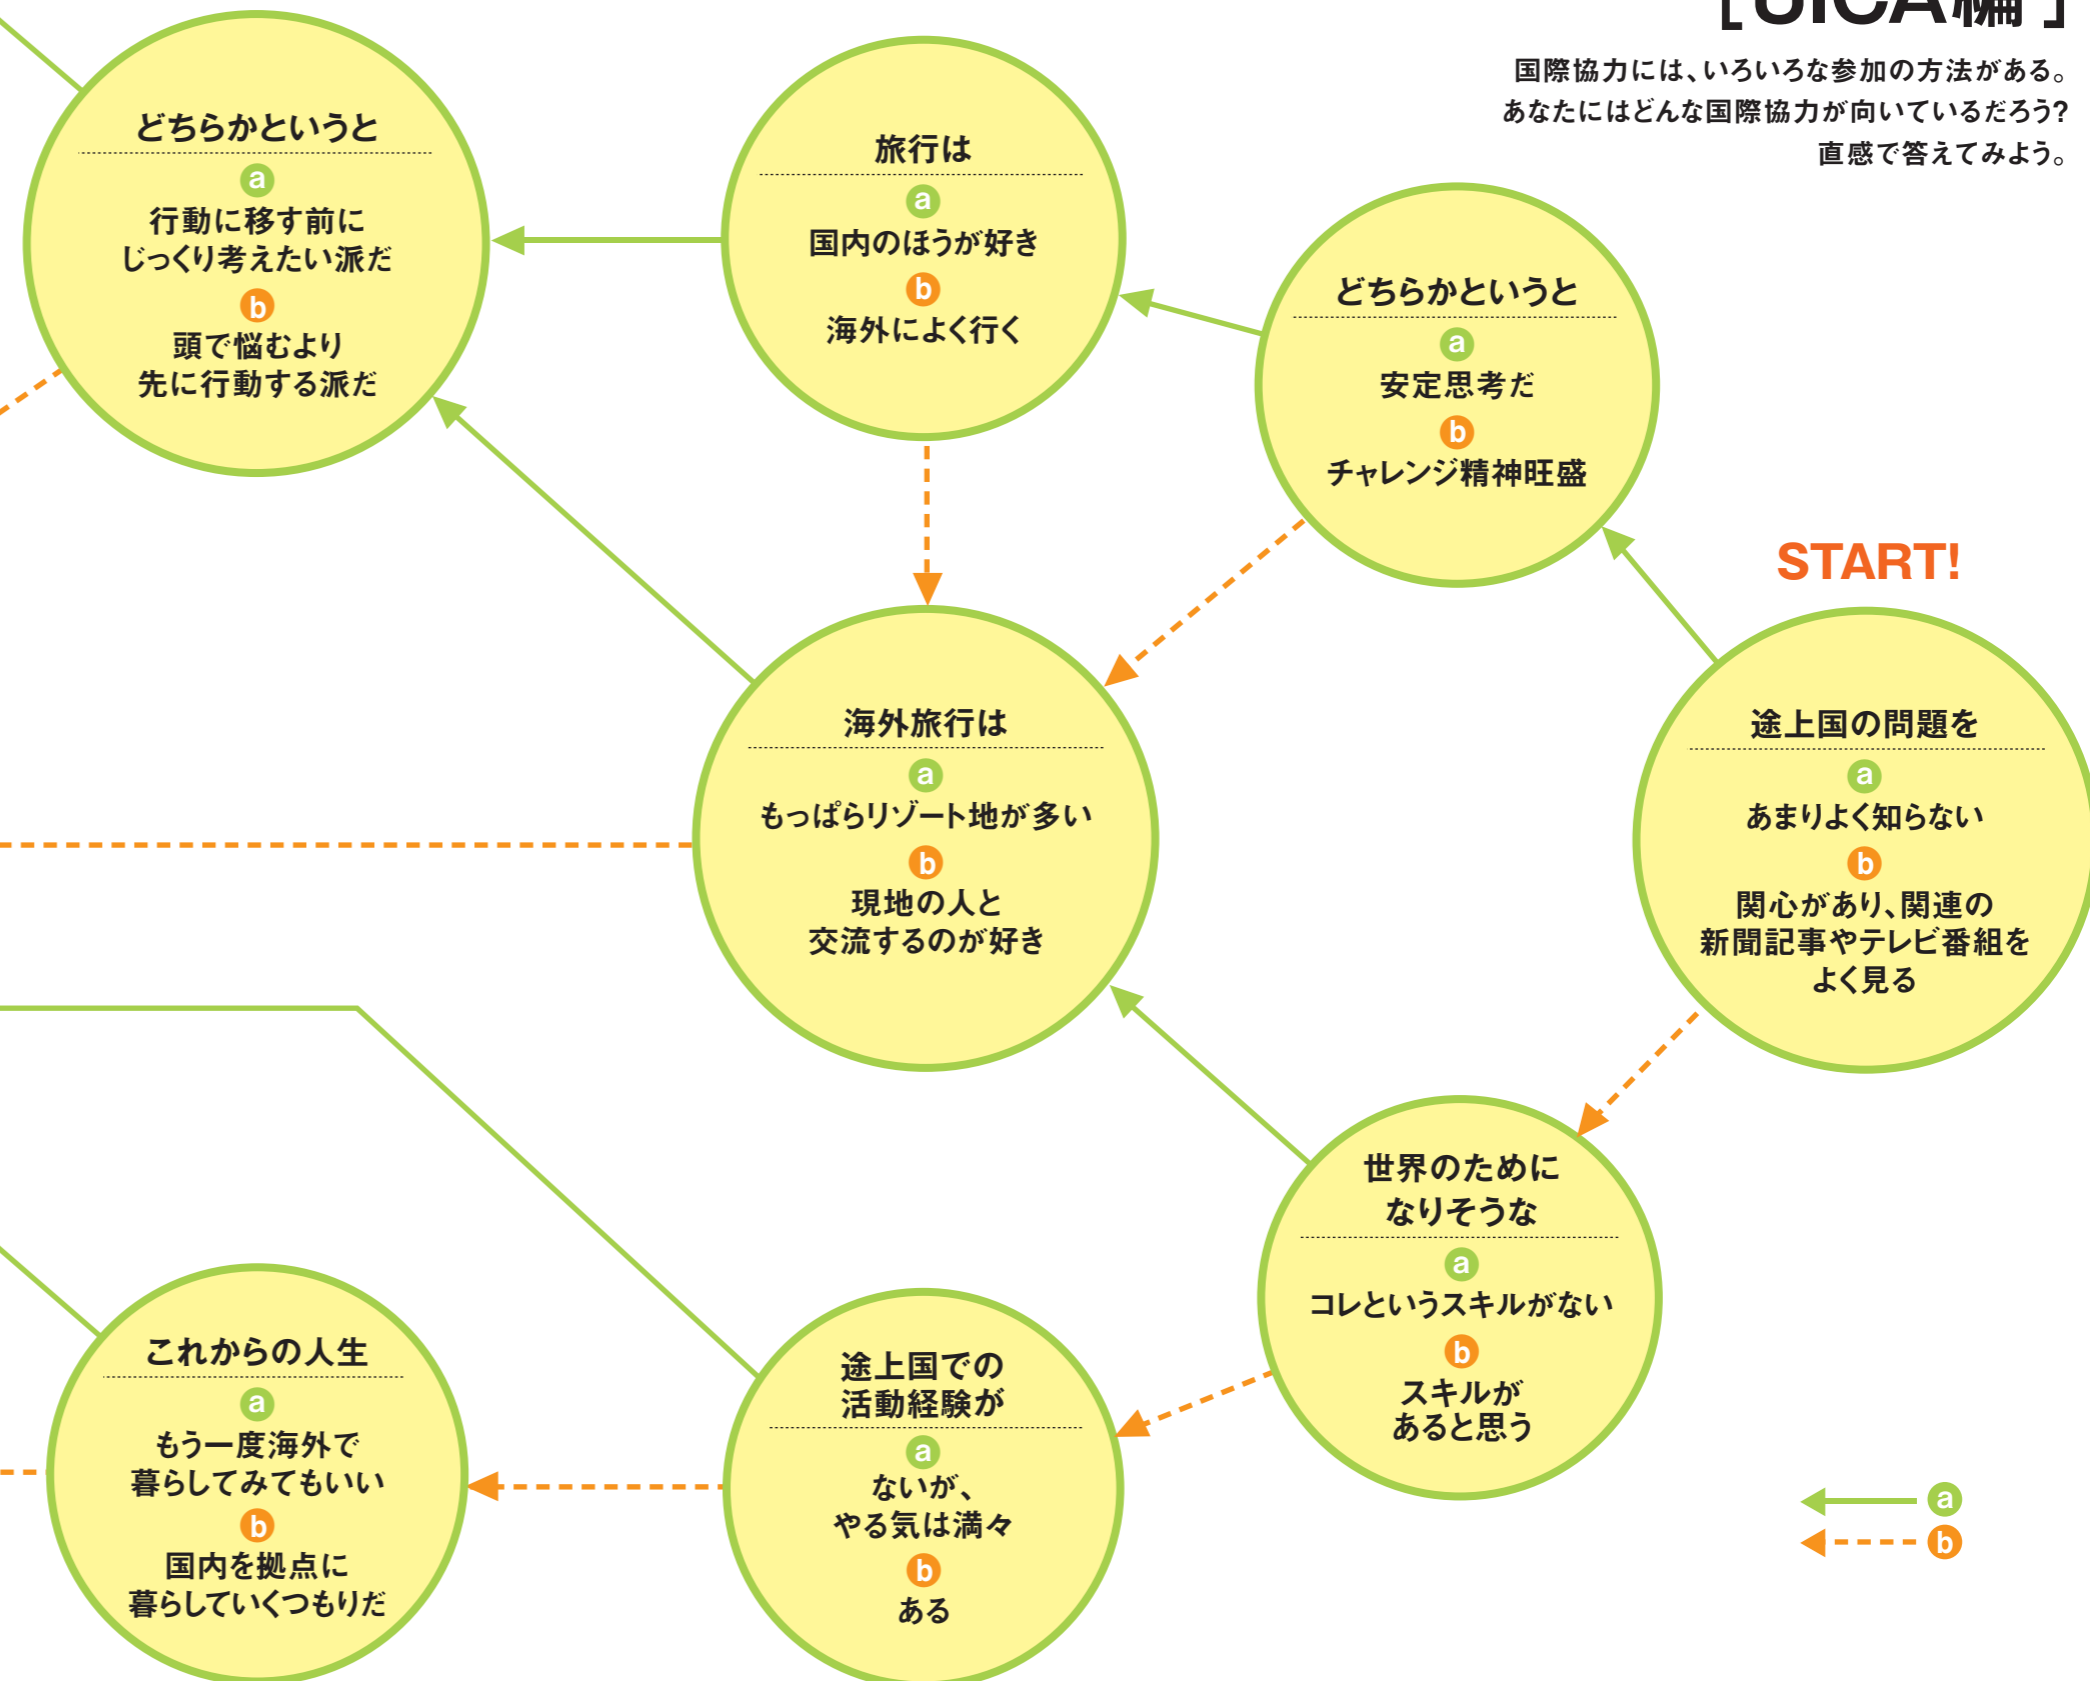 国際協力には、いろいろな参加の方法がある。
あなたにはどんな国際協力が向いているだろう?
直感で答えてみよう。
START!
途上国の問題を
a
あまりよく知らない
b
関心があり、関連の
新聞記事やテレビ番組を
よく見る
どちらかというと
a
安定思考だ
b
チャレンジ精神旺盛
世界のために
なりそうな
a
コレというスキルがない
b
スキルが
あると思う
旅行は
a
国内のほうが好き
b
海外によく行く
海外旅行は
a
もっぱらリゾート地が多い
b
現地の人と
交流するのが好き
途上国での
活動経験が
a
ないが、
やる気は満々
b
ある
どちらかというと
a
行動に移す前に
じっくり考えたい派だ
b
頭で悩むより
先に行動する派だ
これからの人生
a
もう一度海外で
暮らしてみてもいい
b
国内を拠点に
暮らしていくつもりだ
a
b